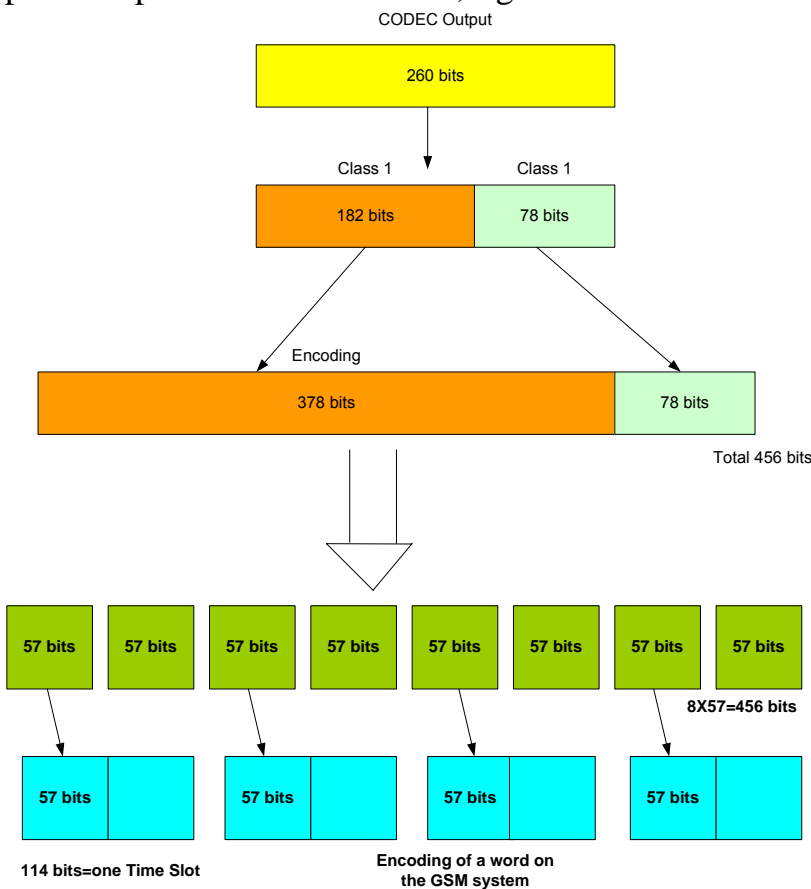 CODEC Output
260 bits
Class 1 Class 1
182 bits 78 bits
Encoding
378 bits 78 bits
Total 456 bits
57 bits 57 bits 57 bits 57 bits 57 bits 57 bits 57 bits 57 bits
8X57=456 bits
57 bits 57 bits 57 bits 57 bits
114 bits=one Time Slot
Encoding of a word on
the GSM system